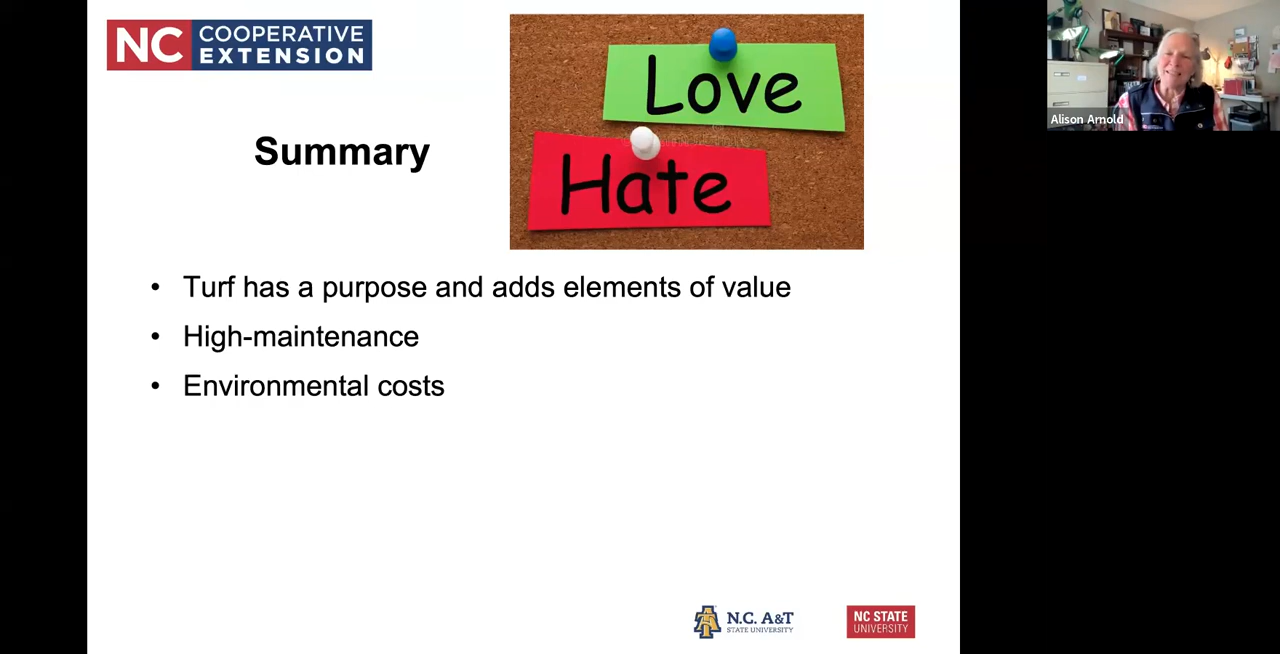 NC COOPERATIVE
EXTENSION
Love
Hate
Alison Arnold
Summary
• Turf has a purpose and adds elements of value
• High-maintenance
• Environmental costs
N.C. A&T
STATE UNIVERSITY
NC STATE
UNIVERSITY